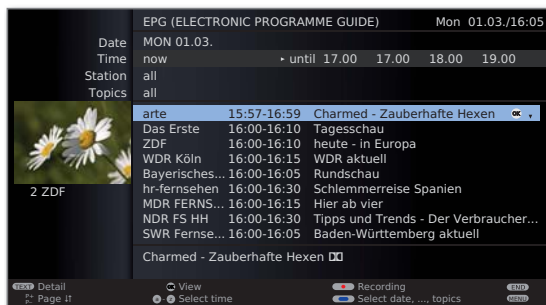 EPG (ELECTRONIC PROGRAMME GUIDE) Mon 01.03./16:05
Date MON 01.03.
Time now ▸ until 17.00 17.00 18.00 19.00
Station all
Topics all
arte 15:57-16:59 Charmed - Zauberhafte Hexen OK
Das Erste 16:00-16:10 Tagesschau
ZDF 16:00-16:10 heute - in Europa
WDR Köln 16:00-16:15 WDR aktuell
Bayerisches... 16:00-16:05 Rundschau
hr-fernsehen 16:00-16:30 Schlemmerreise Spanien
MDR FERNS... 16:00-16:15 Hier ab vier
NDR FS HH 16:00-16:30 Tipps und Trends - Der Verbraucher...
SWR Fernse... 16:00-16:05 Baden-Württemberg aktuell
2 ZDF
Charmed - Zauberhafte Hexen
TEXT Detail OK View Recording END
P+ P- Page Select time Select date, ..., topics MENU